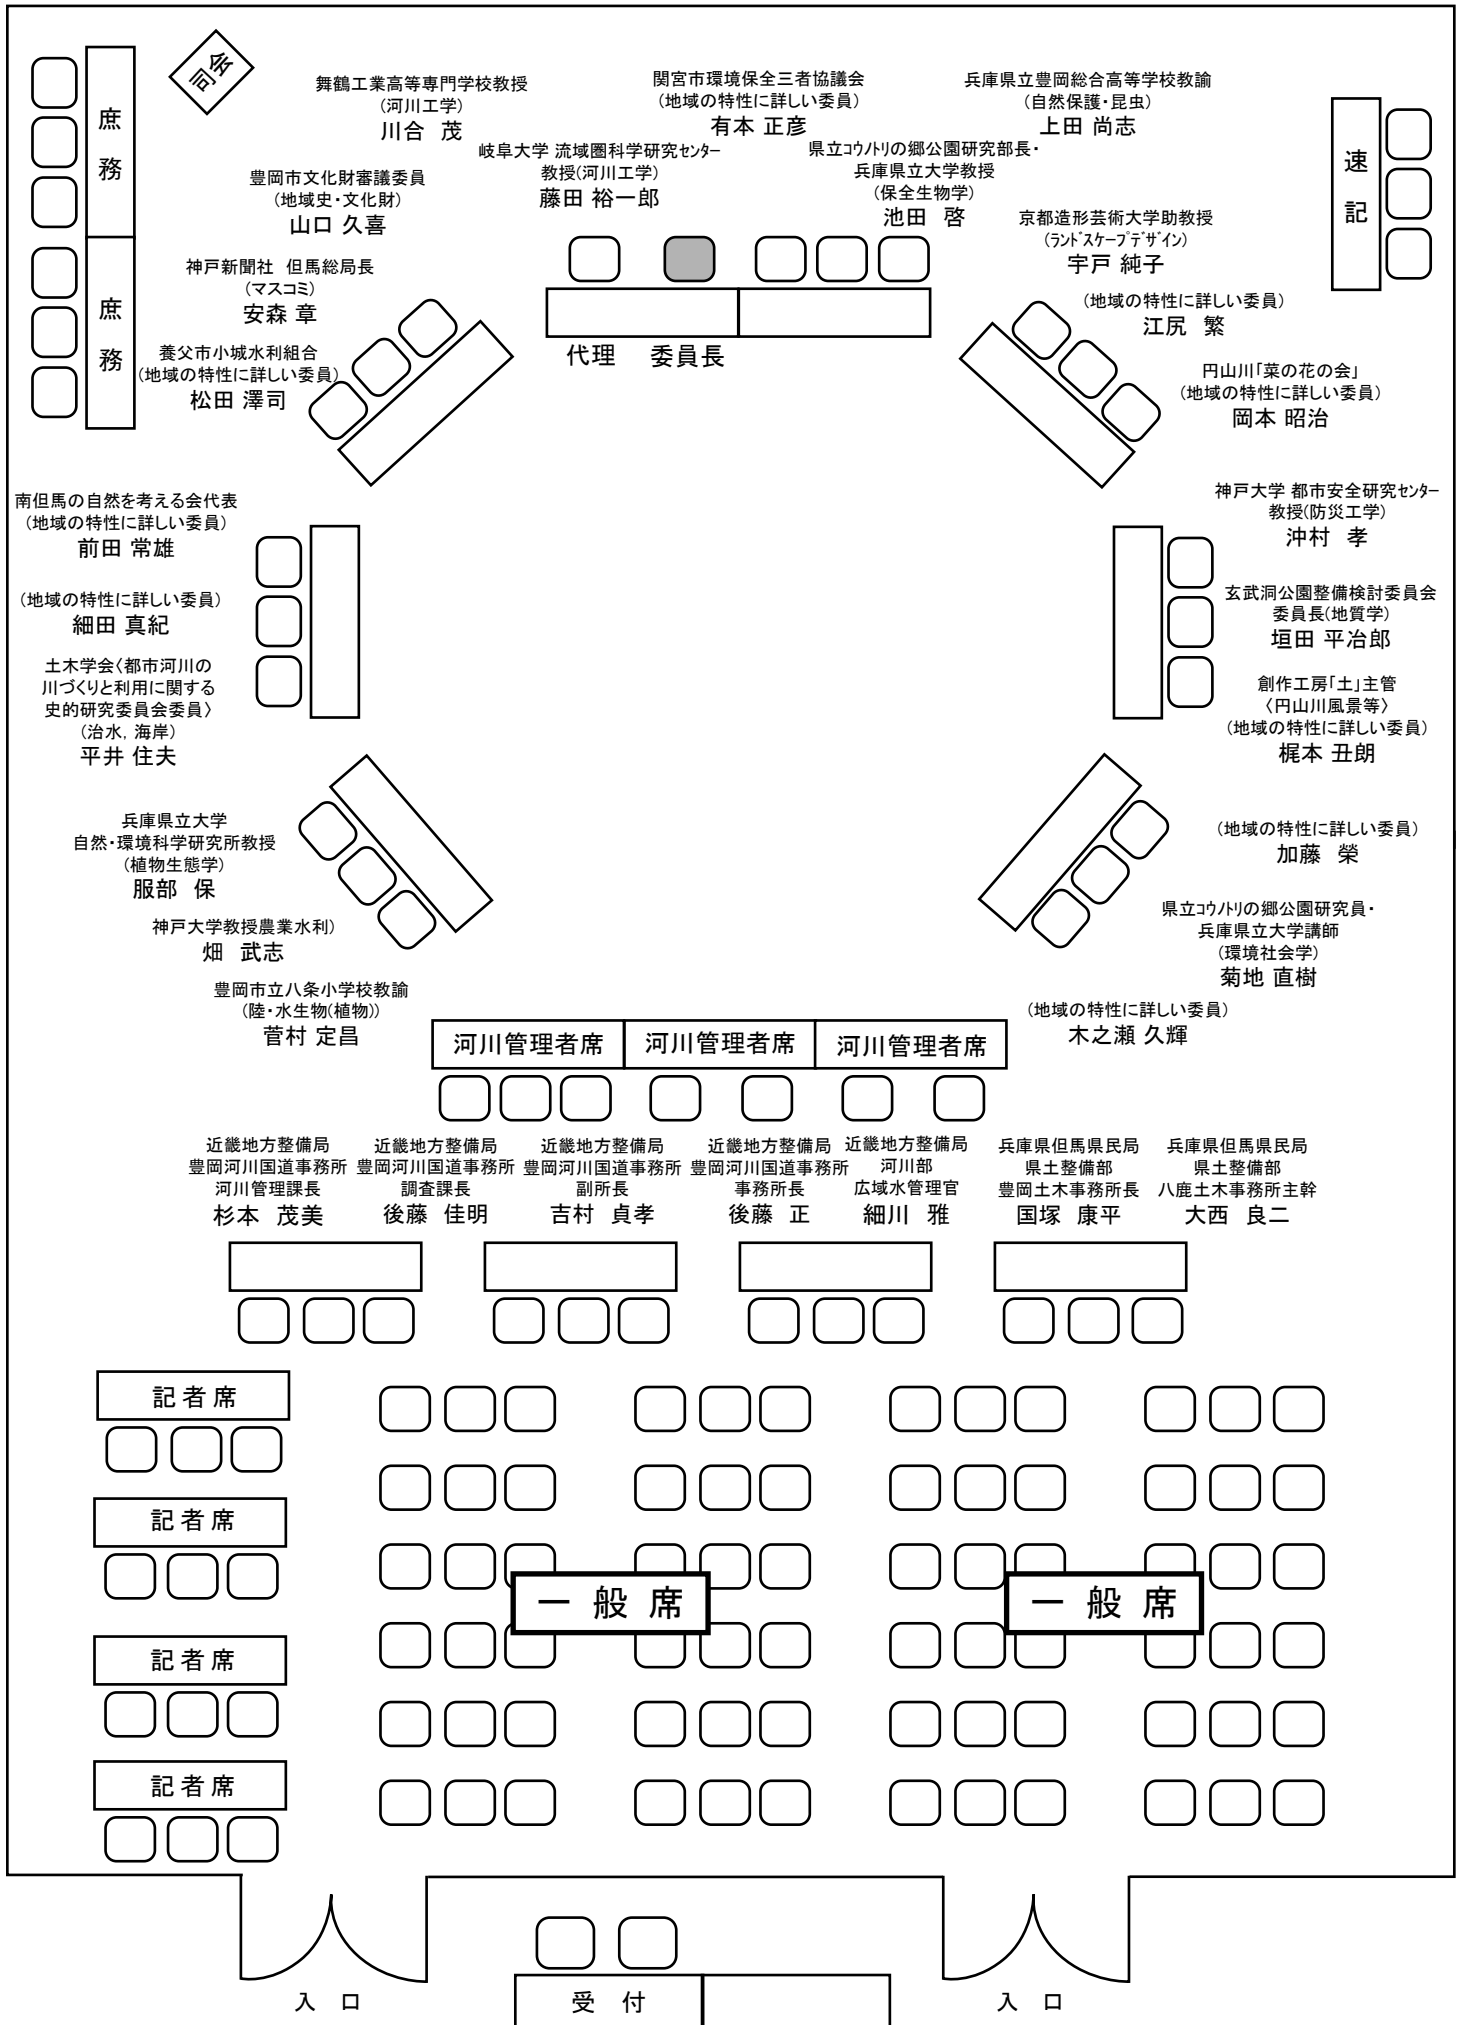 司会
庶務
庶務
速記
舞鶴工業高等専門学校教授
(河川工学)
川合 茂
関宮市環境保全三者協議会
(地域の特性に詳しい委員)
有本 正彦
兵庫県立豊岡総合高等学校教諭
(自然保護・昆虫)
上田 尚志
岐阜大学 流域圏科学研究センター
教授(河川工学)
藤田 裕一郎
県立コウノトリの郷公園研究部長・
兵庫県立大学教授
(保全生物学)
池田 啓
豊岡市文化財審議委員
(地域史・文化財)
山口 久喜
京都造形芸術大学助教授
(ランドスケープデザイン)
宇戸 純子
神戸新聞社 但馬総局長
(マスコミ)
安森 章
(地域の特性に詳しい委員)
江尻 繁
代理 委員長
養父市小城水利組合
(地域の特性に詳しい委員)
松田 澤司
円山川「菜の花の会」
(地域の特性に詳しい委員)
岡本 昭治
南但馬の自然を考える会代表
(地域の特性に詳しい委員)
前田 常雄
神戸大学 都市安全研究センター
教授(防災工学)
沖村 孝
(地域の特性に詳しい委員)
細田 真紀
玄武洞公園整備検討委員会
委員長(地質学)
垣田 平冶郎
土木学会〈都市河川の
川づくりと利用に関する
史的研究委員会委員〉
(治水, 海岸)
平井 住夫
創作工房「土」主管
〈円山川風景等〉
(地域の特性に詳しい委員)
梶本 丑朗
兵庫県立大学
自然・環境科学研究所教授
(植物生態学)
服部 保
(地域の特性に詳しい委員)
加藤 榮
神戸大学教授農業水利)
畑 武志
県立コウノトリの郷公園研究員・
兵庫県立大学講師
(環境社会学)
菊地 直樹
豊岡市立八条小学校教諭
(陸・水生物(植物))
菅村 定昌
(地域の特性に詳しい委員)
木之瀬 久輝
河川管理者席 河川管理者席 河川管理者席
近畿地方整備局
豊岡河川国道事務所
河川管理課長
杉本 茂美
近畿地方整備局
豊岡河川国道事務所
調査課長
後藤 佳明
近畿地方整備局
豊岡河川国道事務所
副所長
吉村 貞孝
近畿地方整備局
豊岡河川国道事務所
事務所長
後藤 正
近畿地方整備局
河川部
広域水管理官
細川 雅
兵庫県但馬県民局
県土整備部
豊岡土木事務所長
国塚 康平
兵庫県但馬県民局
県土整備部
八鹿土木事務所主幹
大西 良二
記者席
記者席
記者席
記者席
一般席 一般席
入口 受付 入口